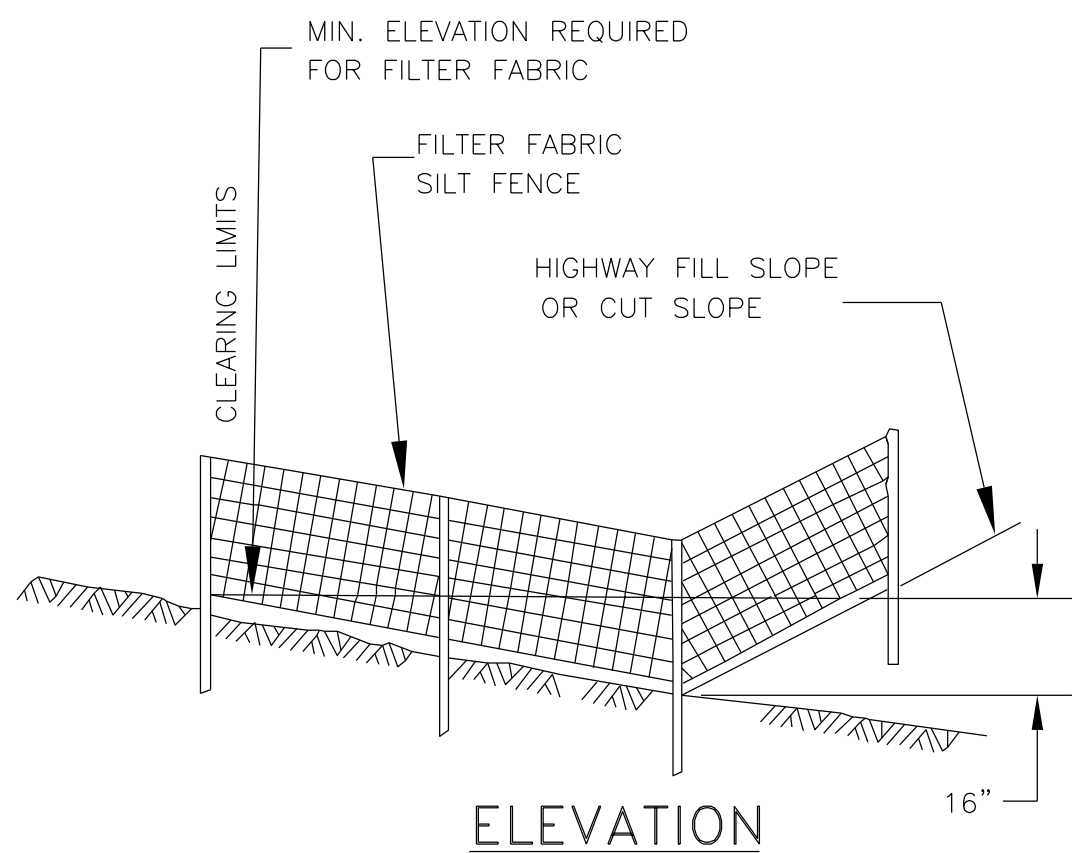 MIN. ELEVATION REQUIRED
FOR FILTER FABRIC
FILTER FABRIC
SILT FENCE
CLEARING LIMITS
HIGHWAY FILL SLOPE
OR CUT SLOPE
16"
ELEVATION